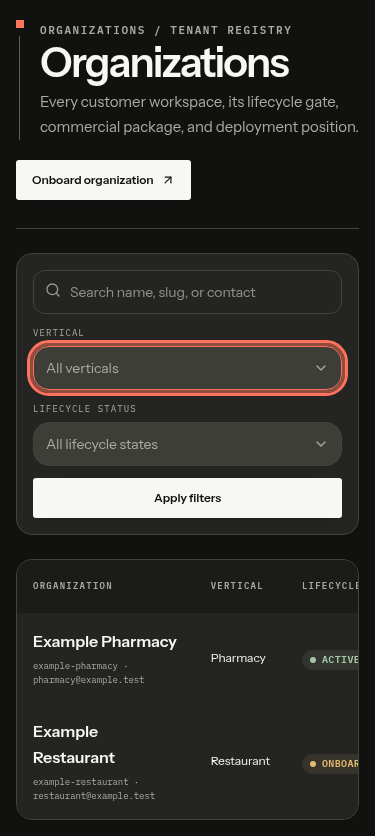 ORGANIZATIONS / TENANT REGISTRY
Organizations
Every customer workspace, its lifecycle gate,
commercial package, and deployment position.
Onboard organization
Search name, slug, or contact
VERTICAL
All verticals
LIFECYCLE STATUS
All lifecycle states
Apply filters
ORGANIZATION VERTICAL LIFECYCLE
Example Pharmacy
example-pharmacy ·
pharmacy@example.test
Pharmacy
ACTIVE
Example
Restaurant
example-restaurant ·
restaurant@example.test
Restaurant
ONBOAR